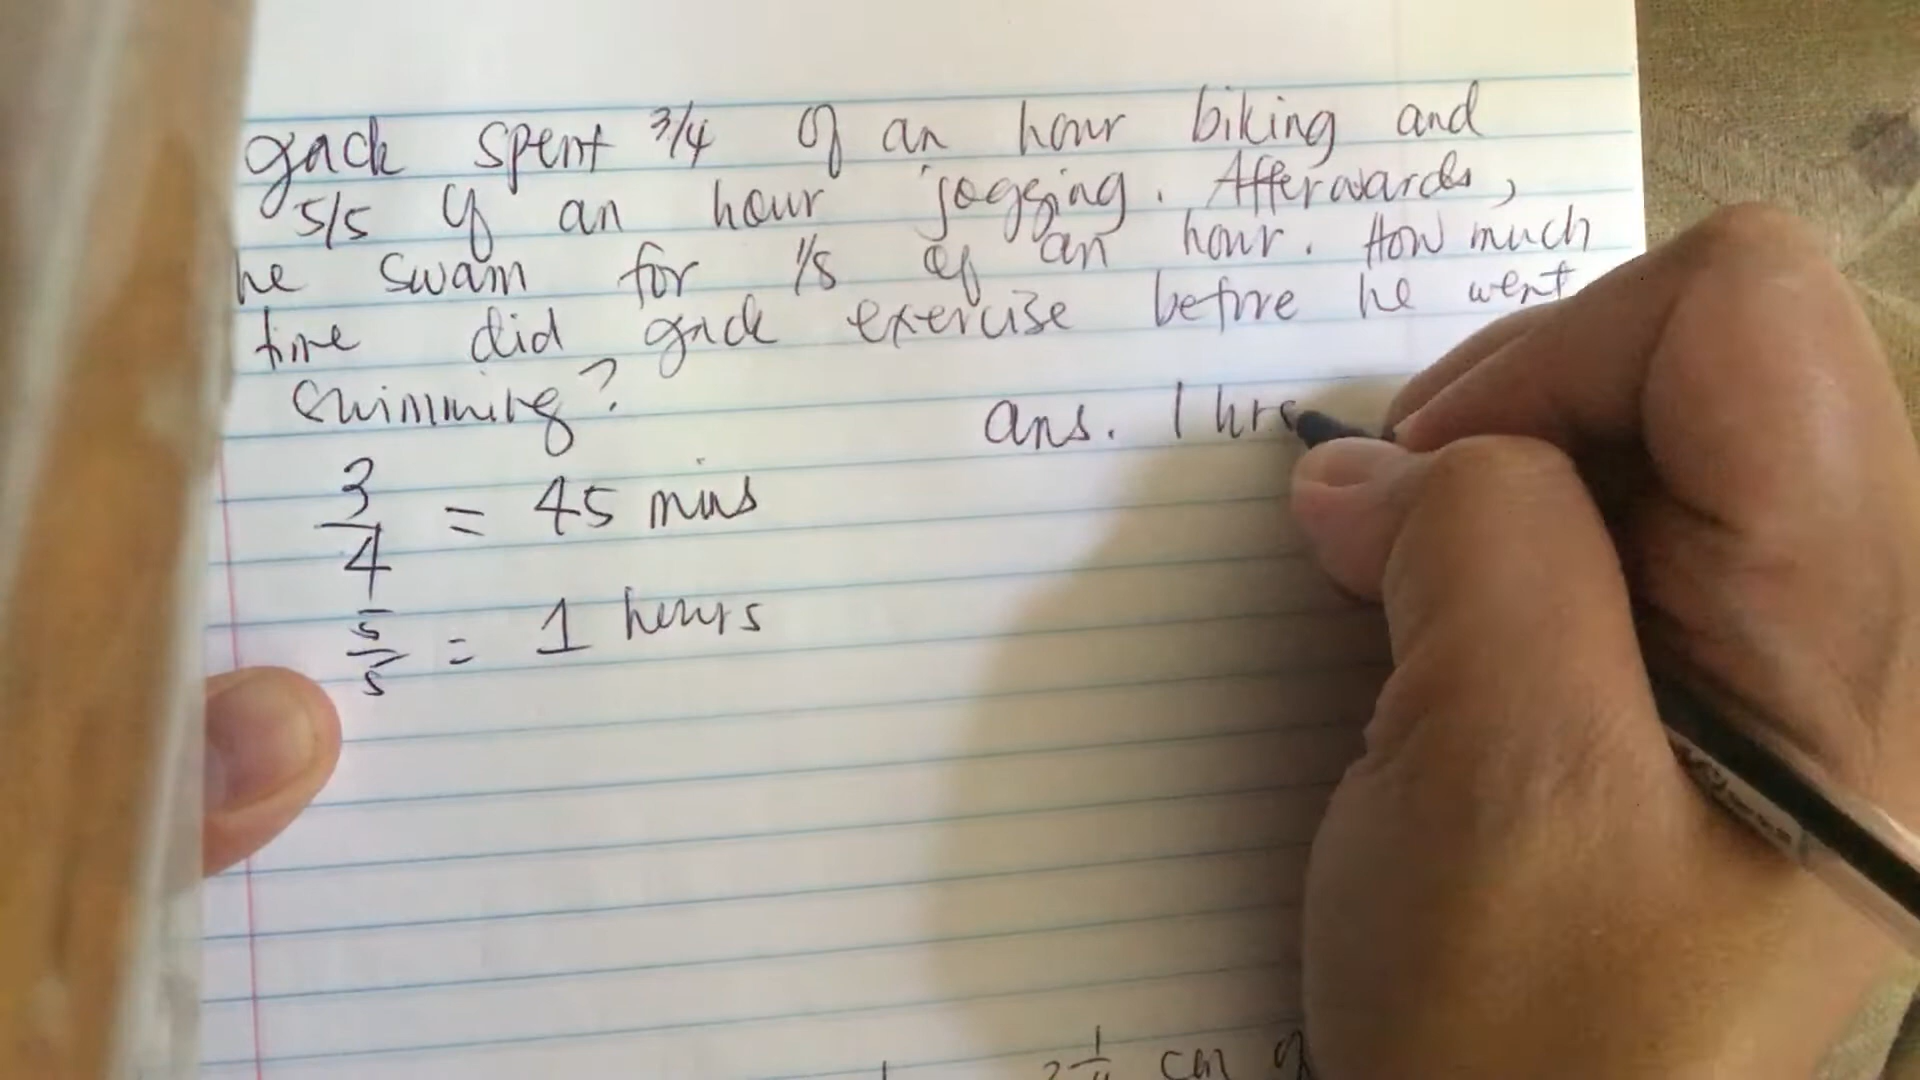 Jack spent 3/4 of an hour biking and
5/5 of an hour jogging. Afterwards,
he swam for 1/5 of an hour. How much
time did Jack exercise before he went
swimming?
ans. 1 hrs
3/4 = 45 mins
5/5 = 1 hours
cm